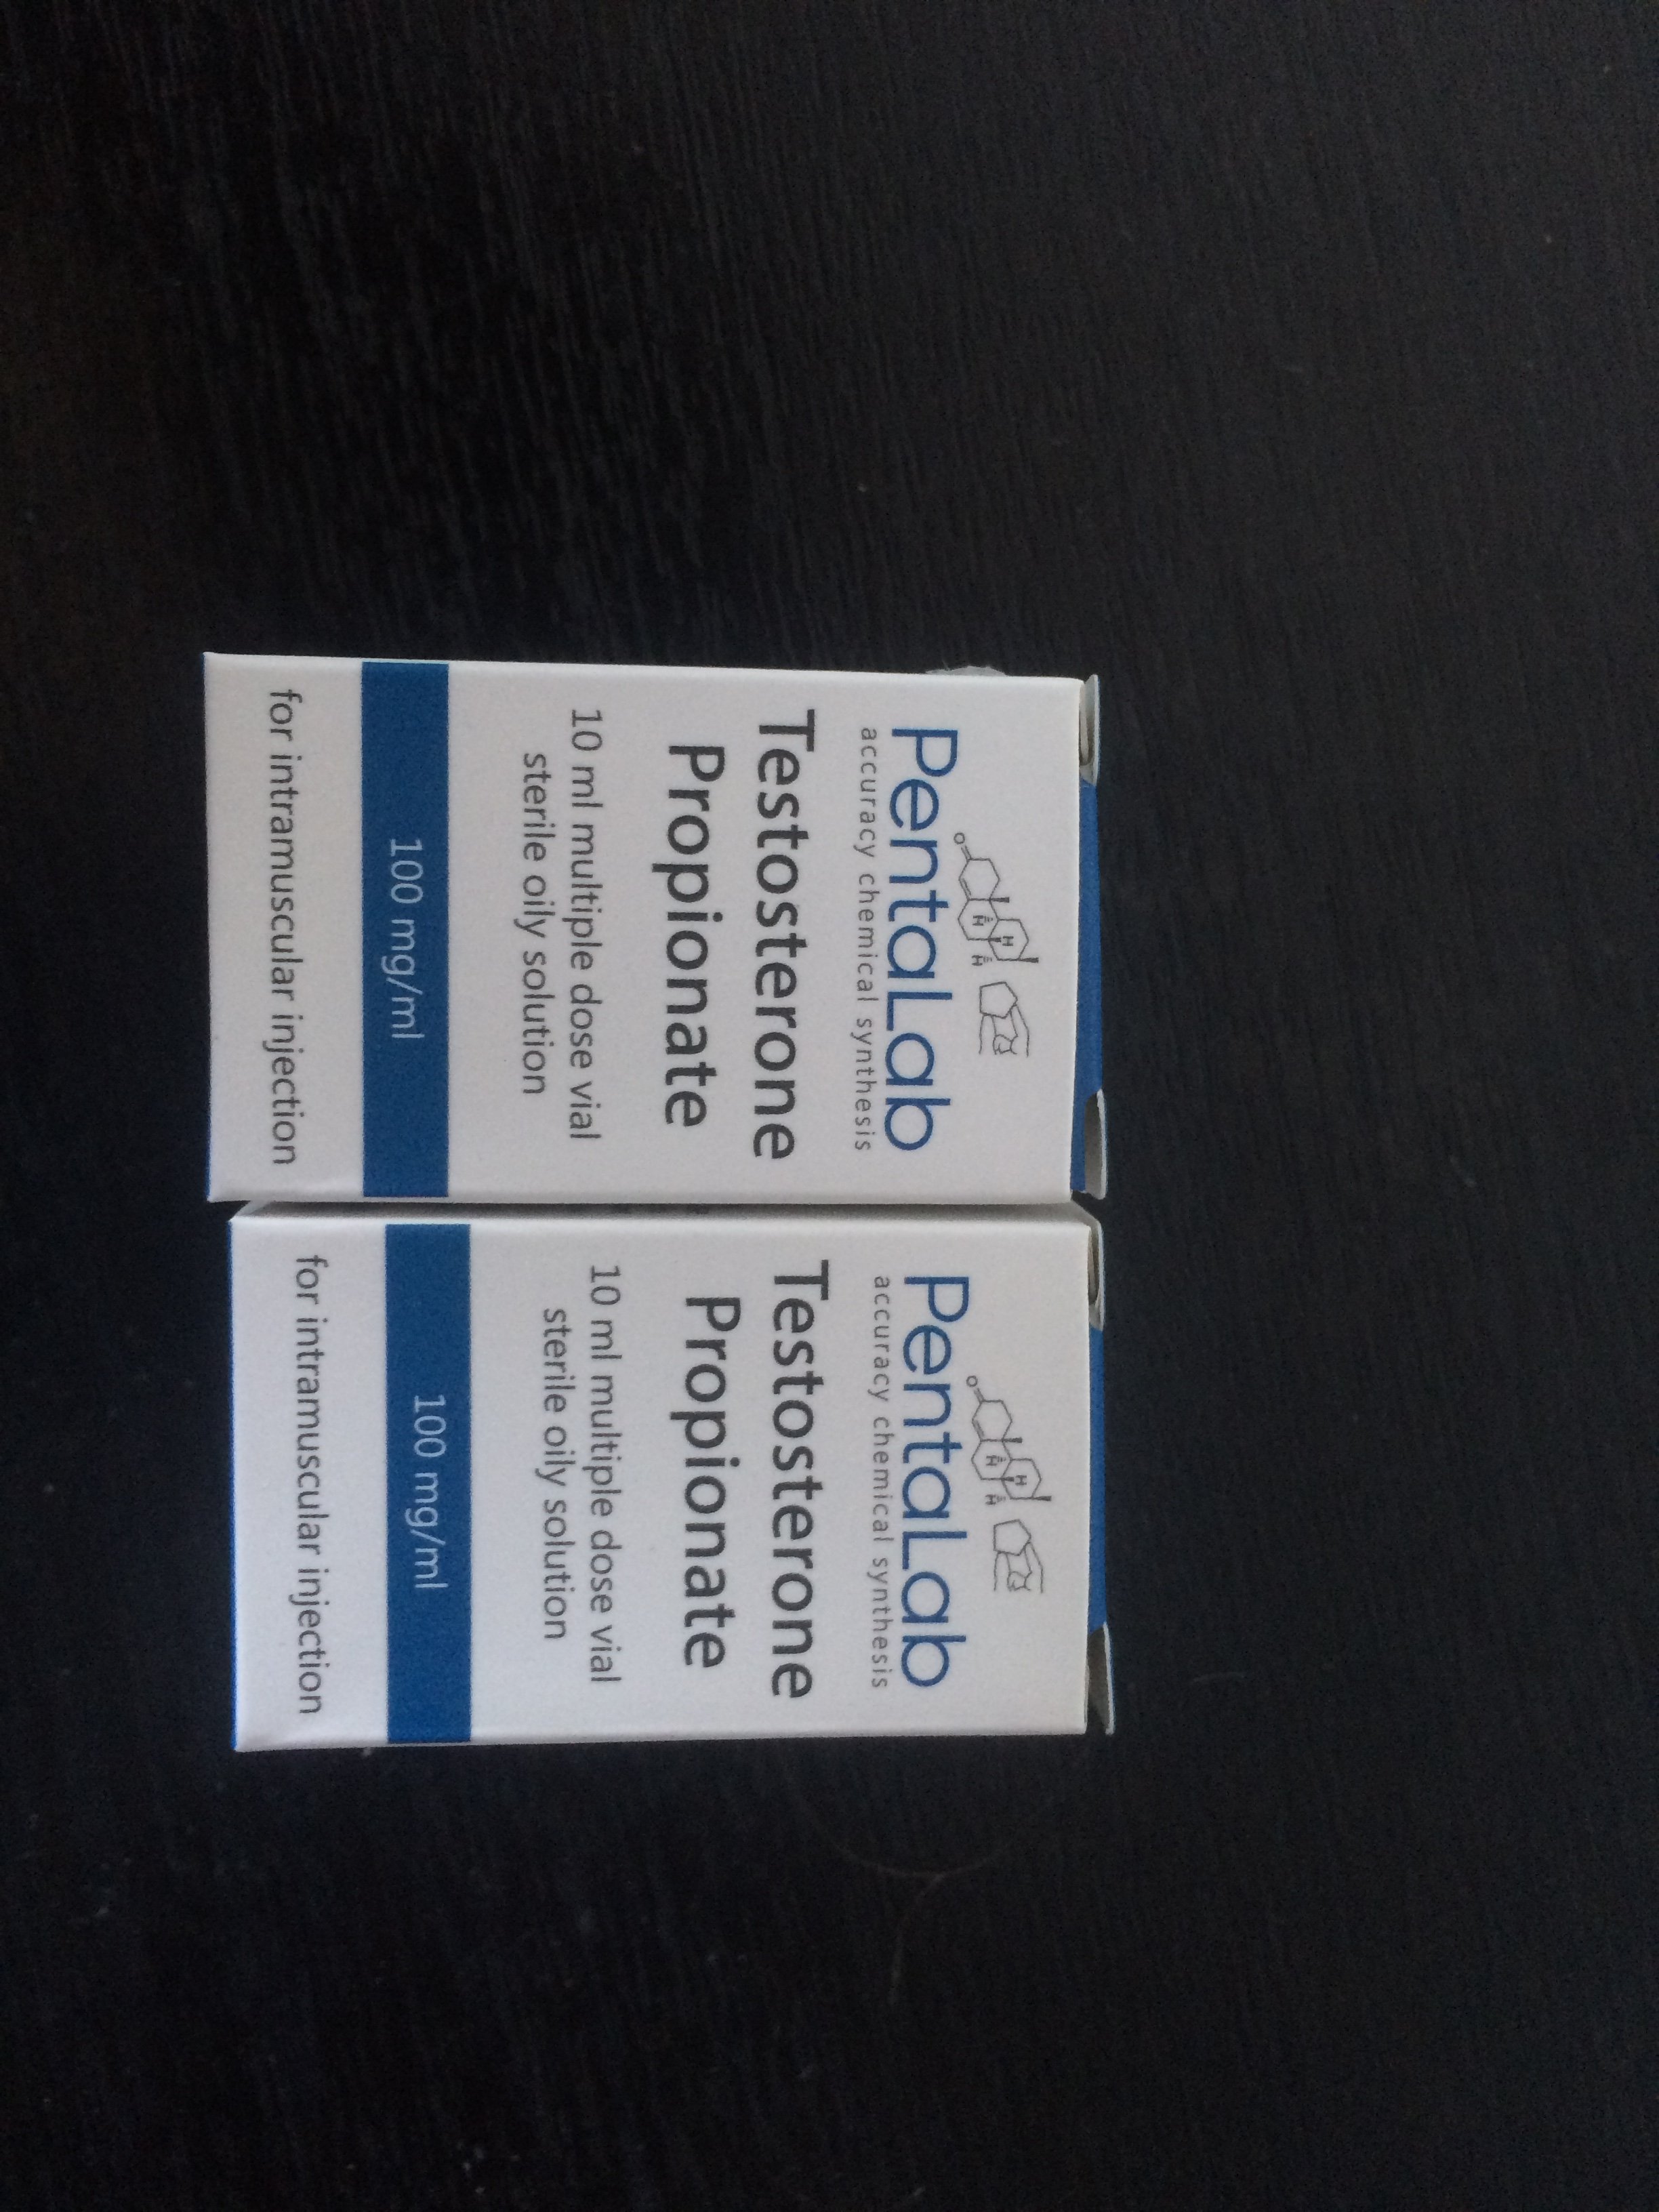 PentaLab
accuracy chemical synthesis
Testosterone
Propionate
10 ml multiple dose vial
sterile oily solution
100 mg/ml
for intramuscular injection
PentaLab
accuracy chemical synthesis
Testosterone
Propionate
10 ml multiple dose vial
sterile oily solution
100 mg/ml
for intramuscular injection